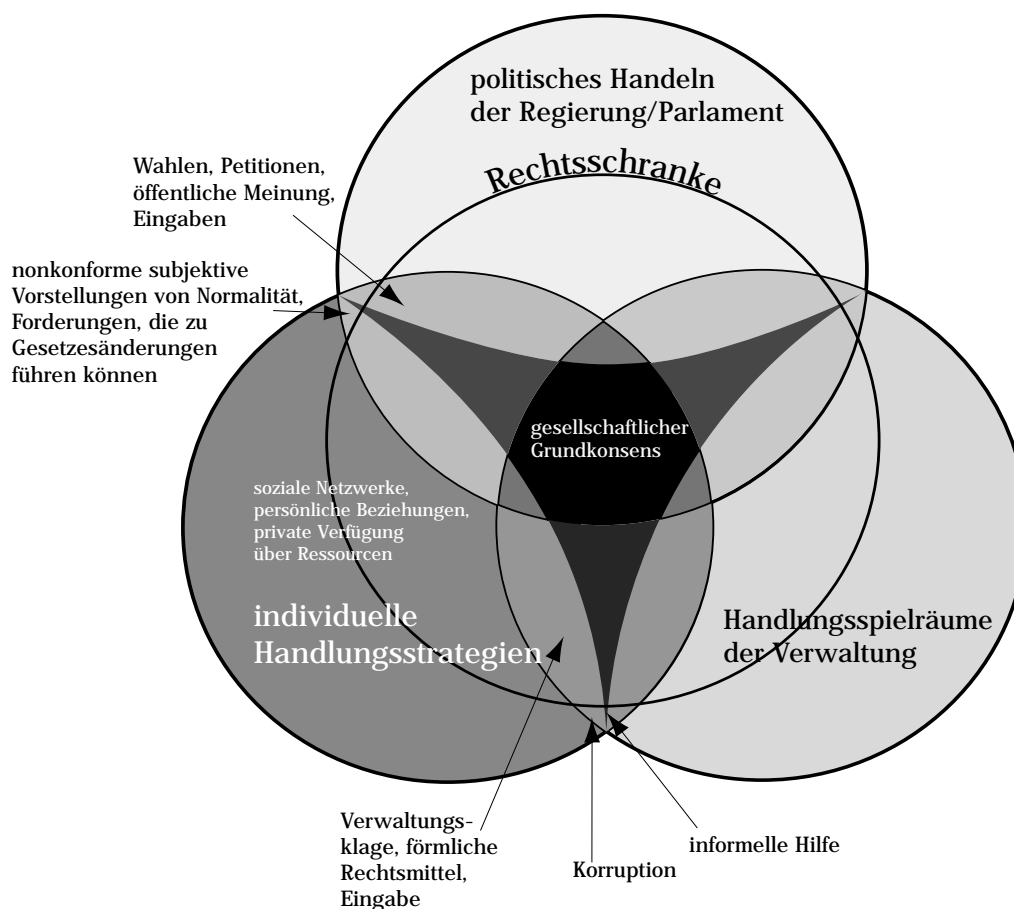 politisches Handeln
der Regierung/Parlament
Rechtsschranke
Wahlen, Petitionen,
öffentliche Meinung,
Eingaben
nonkonforme subjektive
Vorstellungen von Normalität,
Forderungen, die zu
Gesetzesänderungen
führen können
gesellschaftlicher
Grundkonsens
soziale Netzwerke,
persönliche Beziehungen,
private Verfügung
über Ressourcen
individuelle
Handlungsstrategien
Handlungsspielräume
der Verwaltung
Verwaltungs-
klage, förmliche
Rechtsmittel,
Eingabe
Korruption
informelle Hilfe